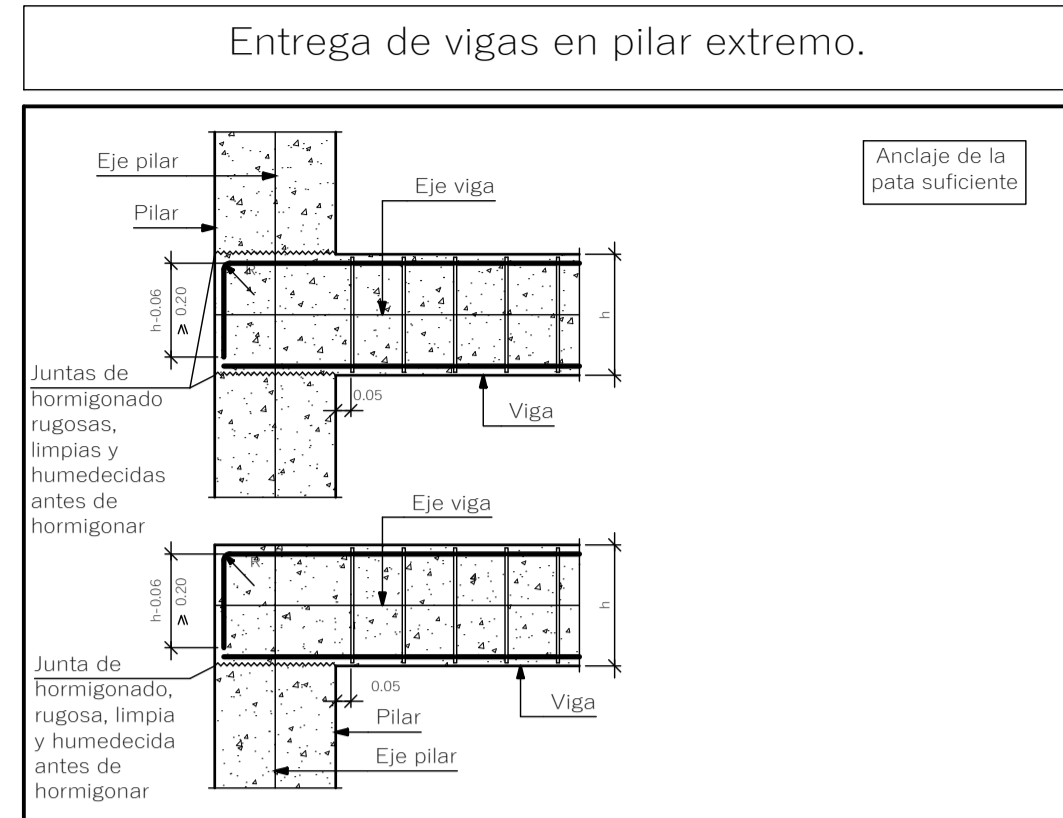 Entrega de vigas en pilar extremo.
Anclaje de la
pata suficiente
Eje pilar
Eje viga
Pilar
h-0.06
≥ 0.20
R
h
Juntas de
hormigonado
rugosas,
limpias y
humedecidas
antes de
hormigonar
0.05
Viga
Eje viga
h-0.06
≥ 0.20
R
h
Junta de
hormigonado,
rugosa, limpia
y humedecida
antes de
hormigonar
0.05
Viga
Pilar
Eje pilar